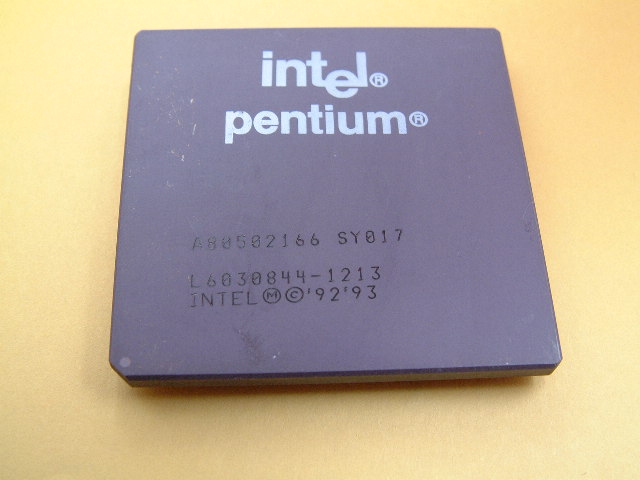 intel®
pentium®
A80502166 SY017
L6030844-1213
INTEL Ⓜ © '92 '93